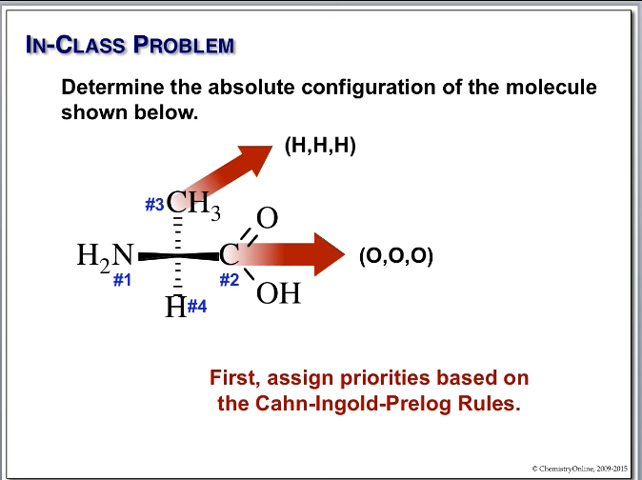 IN-CLASS PROBLEM
Determine the absolute configuration of the molecule
shown below.
(H,H,H)
#3 CH3
O
H2N C (O,O,O)
#1 #2
OH
H #4
First, assign priorities based on
the Cahn-Ingold-Prelog Rules.
© ChemistryOnline, 2009-2015